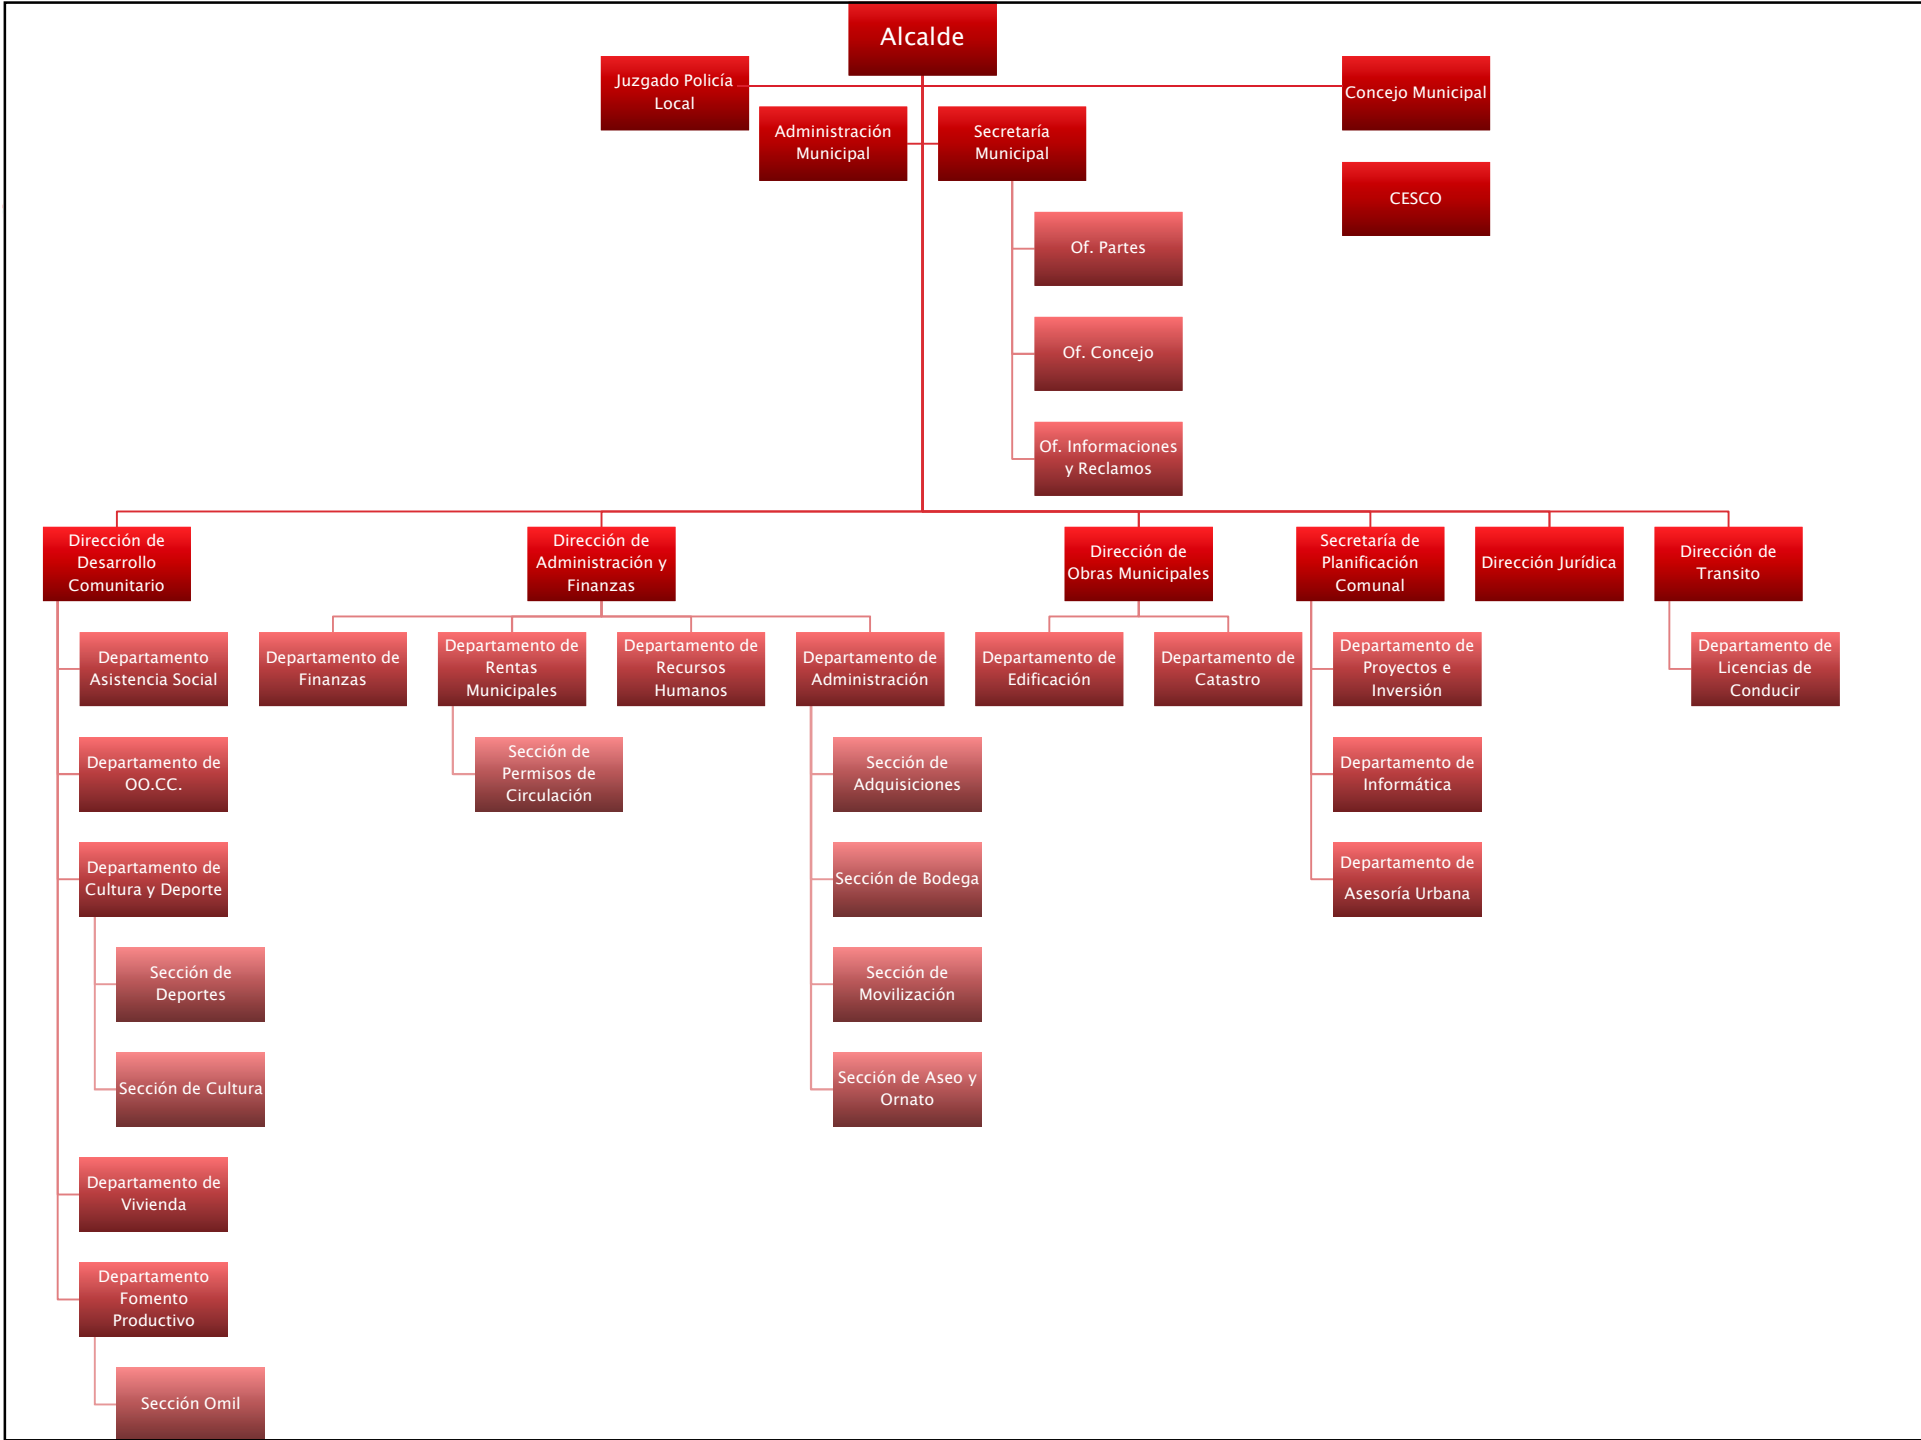 Alcalde
Juzgado Policía
Local
Concejo Municipal
Administración
Municipal
Secretaría
Municipal
CESCO
Of. Partes
Of. Concejo
Of. Informaciones
y Reclamos
Dirección de
Desarrollo
Comunitario
Dirección de
Administración y
Finanzas
Dirección de
Obras Municipales
Secretaría de
Planificación
Comunal
Dirección Jurídica
Dirección de
Transito
Departamento
Asistencia Social
Departamento de
Finanzas
Departamento de
Rentas
Municipales
Departamento de
Recursos
Humanos
Departamento de
Administración
Departamento de
Edificación
Departamento de
Catastro
Departamento de
Proyectos e
Inversión
Departamento de
Licencias de
Conducir
Departamento de
OO.CC.
Sección de
Permisos de
Circulación
Sección de
Adquisiciones
Departamento de
Informática
Departamento de
Cultura y Deporte
Sección de Bodega
Departamento de
Asesoría Urbana
Sección de
Deportes
Sección de
Movilización
Sección de Cultura
Sección de Aseo y
Ornato
Departamento de
Vivienda
Departamento
Fomento
Productivo
Sección Omil